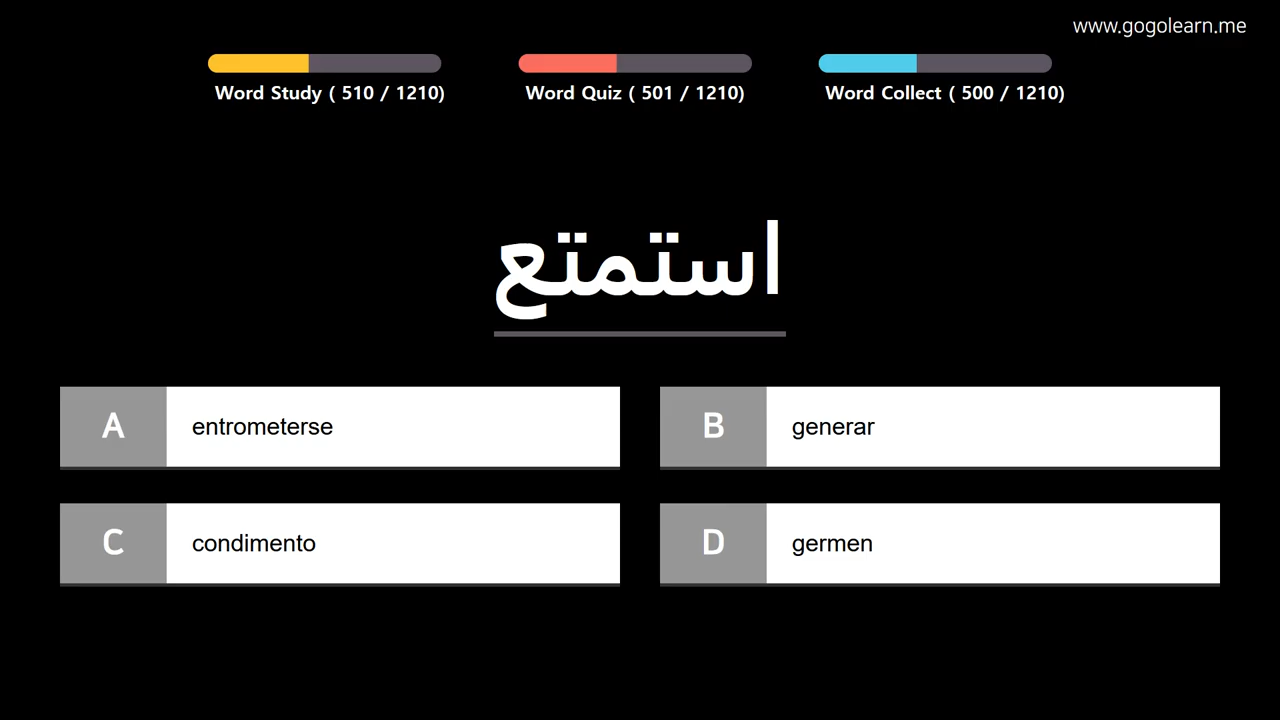 www.gogolearn.me
Word Study ( 510 / 1210)
Word Quiz ( 501 / 1210)
Word Collect ( 500 / 1210)
استمتع
A entrometerse
B generar
C condimento
D germen